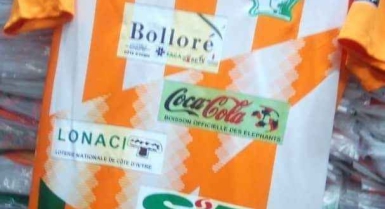 Bolloré
Coca-Cola
BOISSON OFFICIELLE DES ELEPHANTS
LONACI
LOTERIE NATIONALE DE CÔTE D'IVOIRE